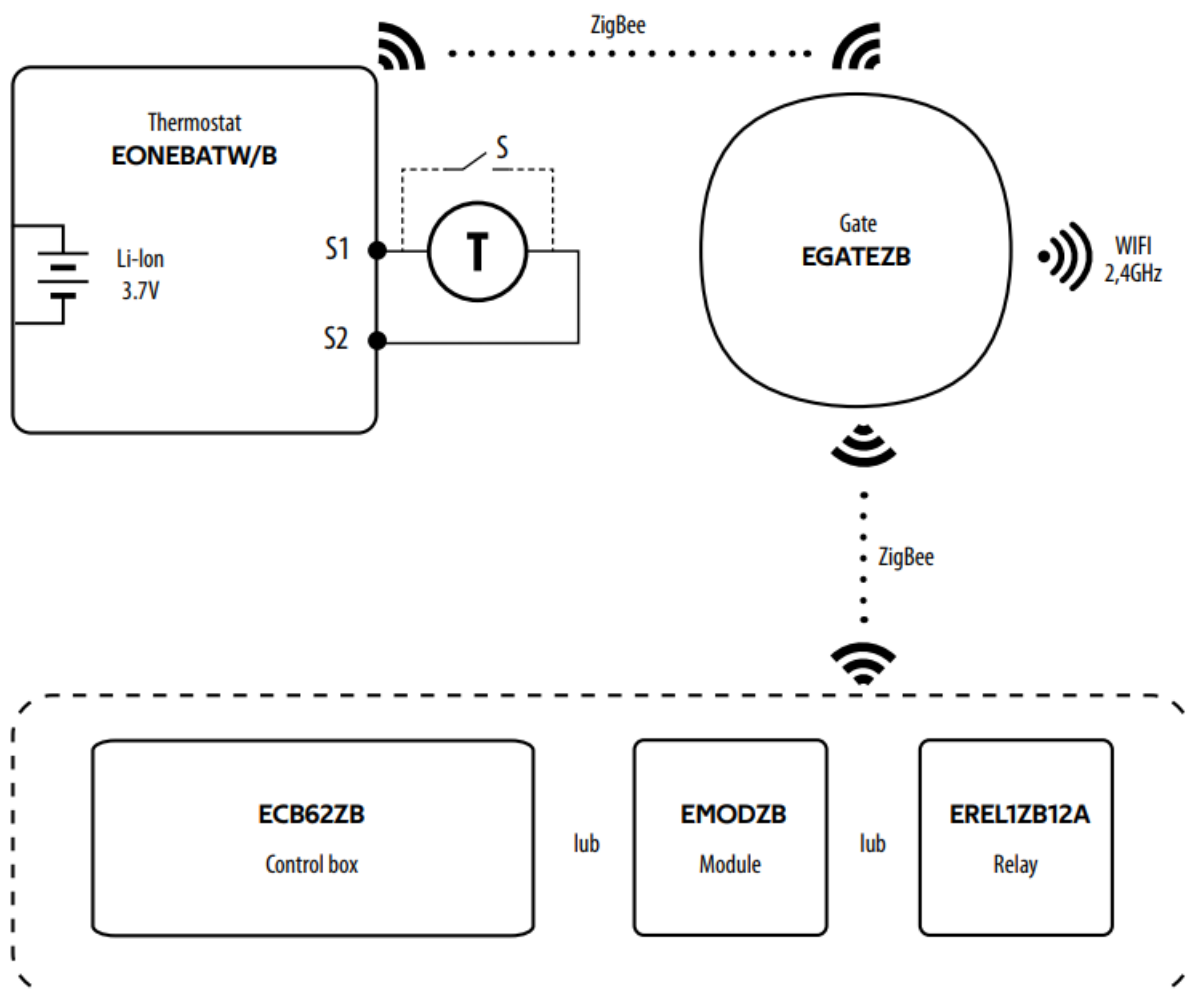 ZigBee
Thermostat
EONEBATW/B
S
S1
T
Li-Ion
3.7V
S2
Gate
EGATEZB
WIFI
2,4GHz
ZigBee
ECB62ZB
Control box
lub
EMODZB
Module
lub
EREL1ZB12A
Relay